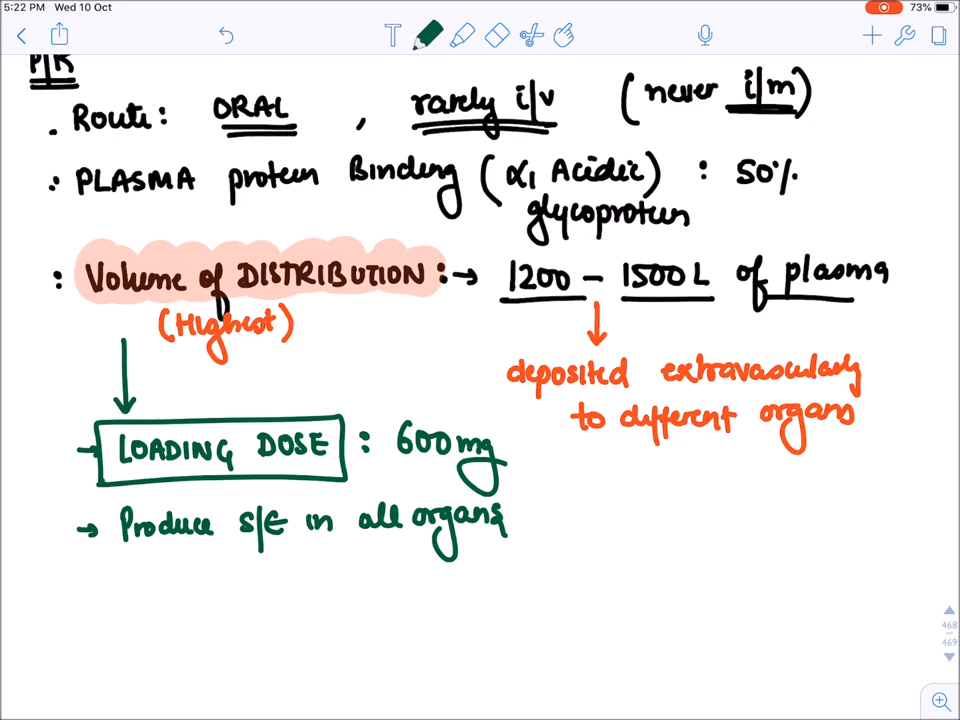 5:22 PM Wed 10 Oct 73%
P/K
. Route: ORAL , rarely i/v (never i/m)
∴ PLASMA protein Binding (α1 Acidic) : 50%
glycoprotein
: Volume of DISTRIBUTION : → 1200 – 1500L of plasma
(Highest)
deposited extravascularly
to different organs
→ LOADING DOSE : 600mg
→ Produce S/E in all organs
468
469